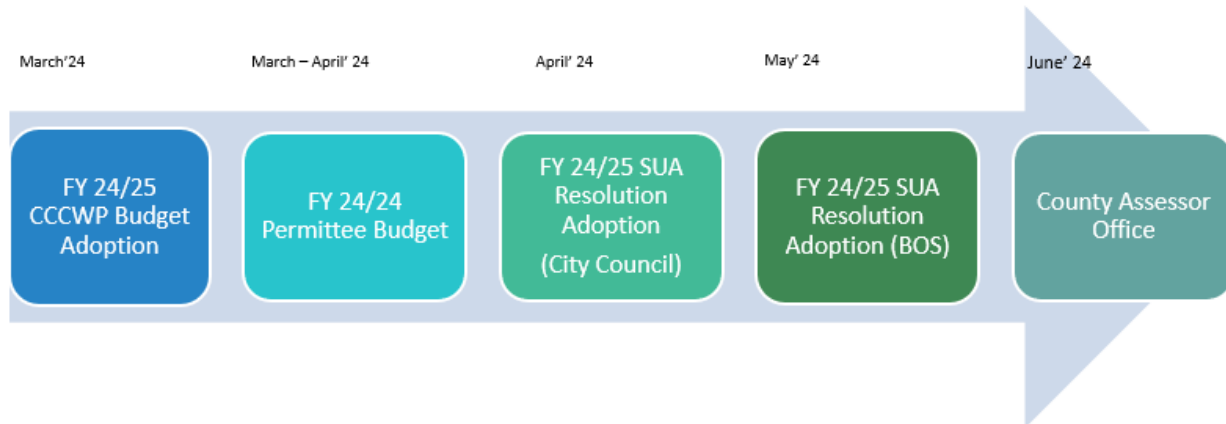 March'24
March – April' 24
April' 24
May' 24
June' 24
FY 24/25
CCCWP Budget
Adoption
FY 24/24
Permittee Budget
FY 24/25 SUA
Resolution
Adoption
(City Council)
FY 24/25 SUA
Resolution
Adoption (BOS)
County Assessor
Office